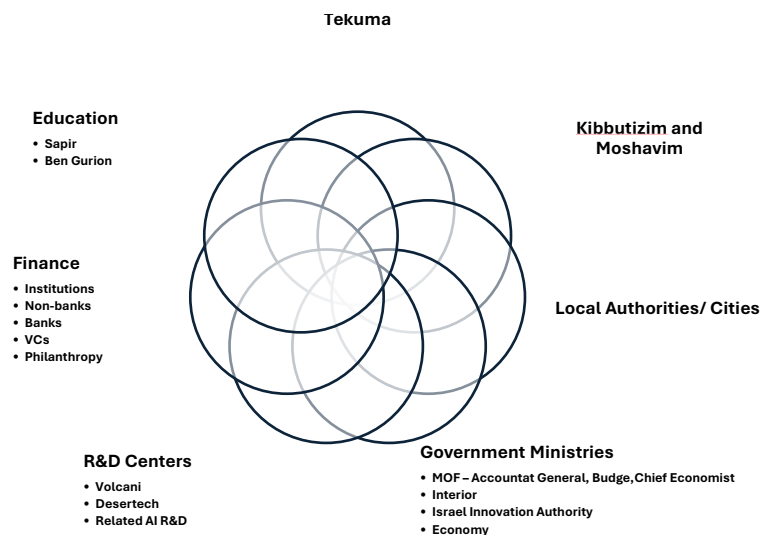 Tekuma
Education
• Sapir
• Ben Gurion
Kibbutizim and
Moshavim
Finance
• Institutions
• Non-banks
• Banks
• VCs
• Philanthropy
Local Authorities/ Cities
R&D Centers
• Volcani
• Desertech
• Related AI R&D
Government Ministries
• MOF – Accountat General, Budge,Chief Economist
• Interior
• Israel Innovation Authority
• Economy